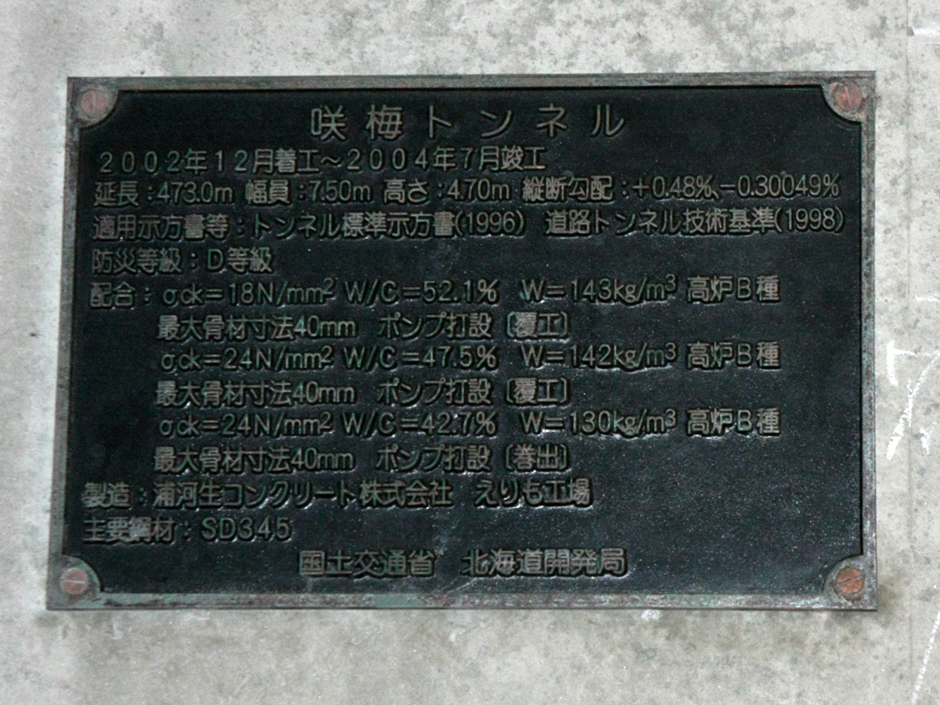 咲梅トンネル
2002年12月着工～2004年7月竣工
延長：473.0m 幅員：7.50m 高さ：4.70m 縦断勾配：+0.48%、-0.30049%
適用示方書等：トンネル標準示方書(1996) 道路トンネル技術基準(1998)
防災等級：D等級
配合：σck=18N/mm² W/C=52.1% W=143kg/m³ 高炉B種
最大骨材寸法40mm ポンプ打設〔覆工〕
σck=24N/mm² W/C=47.5% W=142kg/m³ 高炉B種
最大骨材寸法40mm ポンプ打設〔覆工〕
σck=24N/mm² W/C=42.7% W=130kg/m³ 高炉B種
最大骨材寸法40mm ポンプ打設〔巻出〕
製造：浦河生コンクリート株式会社 えりも工場
主要鋼材：SD345
国土交通省 北海道開発局